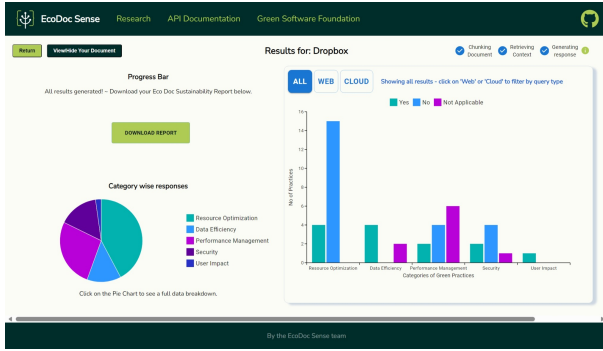 EcoDoc Sense
Research
API Documentation
Green Software Foundation
Return
View/Hide Your Document
Results for: Dropbox
Chunking Document
Retrieving Context
Generating response
Progress Bar
All results generated! – Download your Eco Doc Sustainability Report below.
DOWNLOAD REPORT
Category wise responses
Resource Optimization
Data Efficiency
Performance Management
Security
User Impact
Click on the Pie Chart to see a full data breakdown.
ALL
WEB
CLOUD
Showing all results - click on 'Web' or 'Cloud' to filter by query type
Yes
No
Not Applicable
No of Practices
16
14
12
10
8
6
4
2
0
Resource Optimization
Data Efficiency
Performance Management
Security
User Impact
Categories of Green Practices
By the EcoDoc Sense team